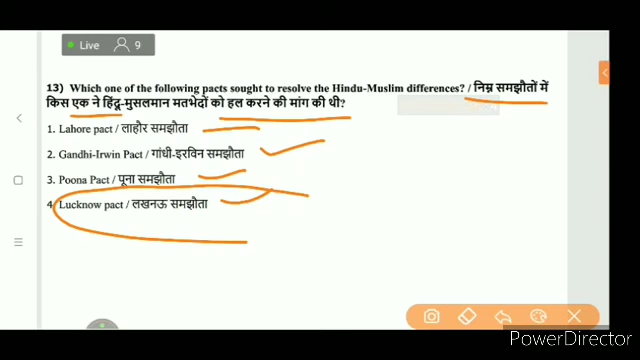 Live 9
13) Which one of the following pacts sought to resolve the Hindu-Muslim differences? / निम्न समझौतों में
किस एक ने हिंदू-मुसलमान मतभेदों को हल करने की मांग की थी?
1. Lahore pact / लाहौर समझौता
2. Gandhi-Irwin Pact / गांधी-इरविन समझौता
3. Poona Pact / पूना समझौता
4. Lucknow pact / लखनऊ समझौता
PowerDirector